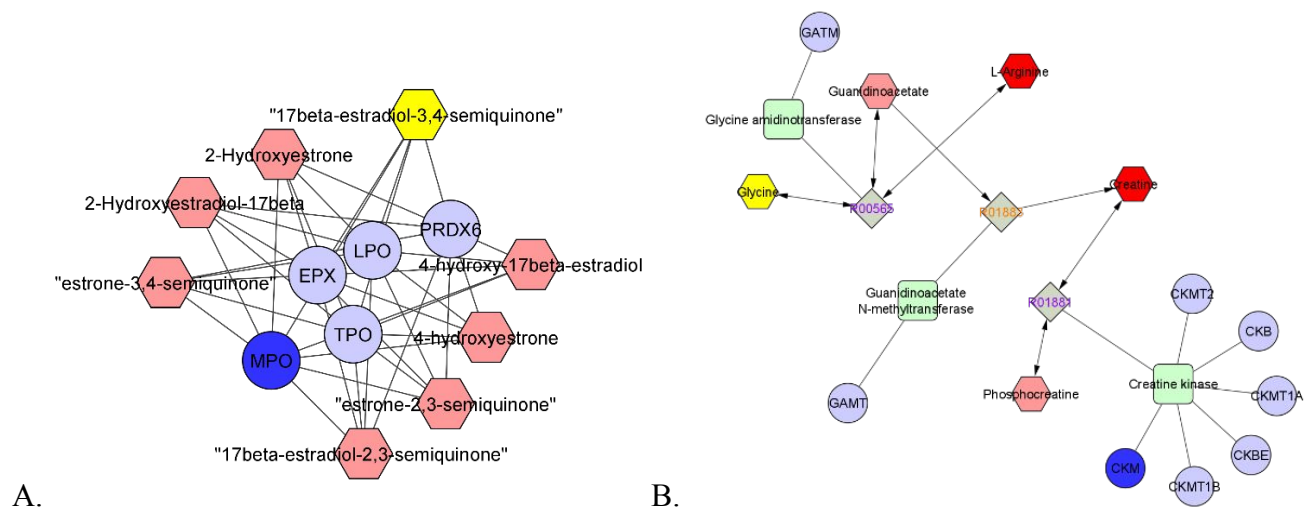 "17beta-estradiol-3,4-semiquinone"
2-Hydroxyestrone
2-Hydroxyestradiol-17beta
PRDX6
LPO
4-hydroxy-17beta-estradiol
EPX
"estrone-3,4-semiquinone"
TPO
4-hydroxyestrone
MPO
"estrone-2,3-semiquinone"
"17beta-estradiol-2,3-semiquinone"
A.
GATM
L-Arginine
Guanidinoacetate
Glycine amidinotransferase
Creatine
Glycine
R00565
R01883
Guanidinoacetate
N-methyltransferase
R01881
CKMT2
CKB
Creatine kinase
Phosphocreatine
CKMT1A
GAMT
CKBE
CKM
CKMT1B
B.